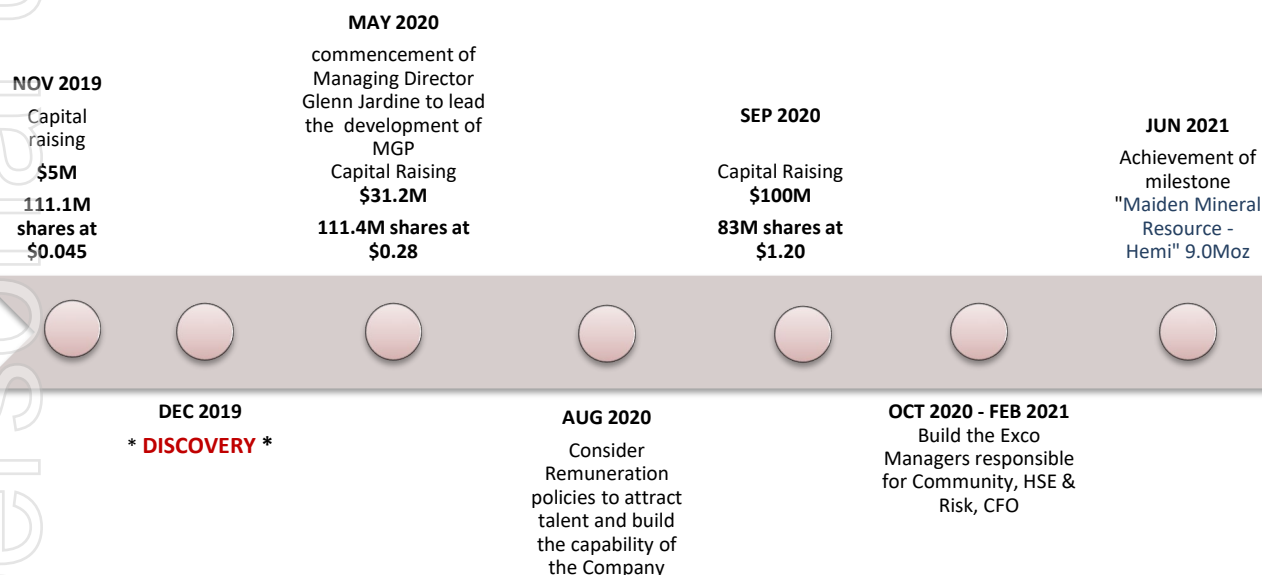 NOV 2019
Capital
raising
$5M
111.1M
shares at
$0.045
DEC 2019
* DISCOVERY *
MAY 2020
commencement of
Managing Director
Glenn Jardine to lead
the development of
MGP
Capital Raising
$31.2M
111.4M shares at
$0.28
AUG 2020
Consider
Remuneration
policies to attract
talent and build
the capability of
the Company
SEP 2020
Capital Raising
$100M
83M shares at
$1.20
OCT 2020 - FEB 2021
Build the Exco
Managers responsible
for Community, HSE &
Risk, CFO
JUN 2021
Achievement of
milestone
"Maiden Mineral
Resource -
Hemi" 9.0Moz